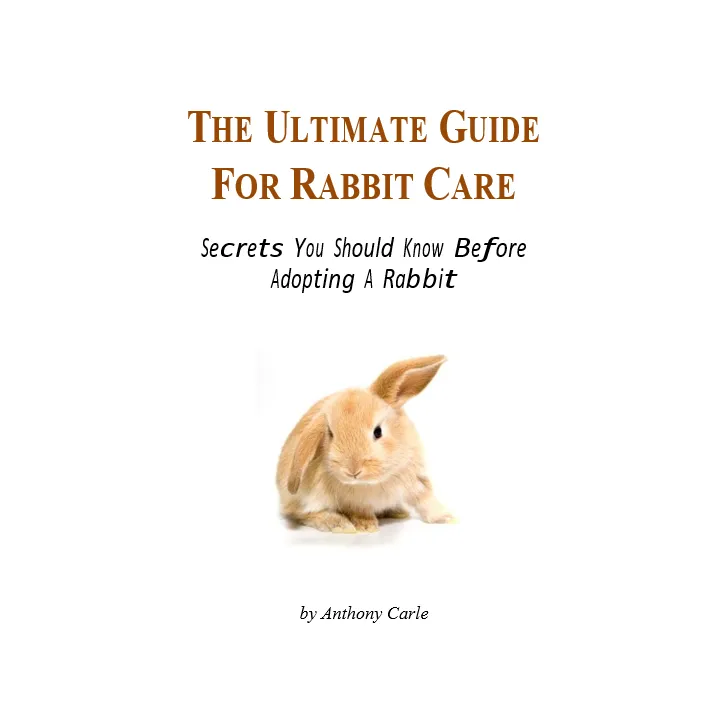 THE ULTIMATE GUIDE
FOR RABBIT CARE
Secrets You Should Know Before
Adopting A Rabbit
by Anthony Carle